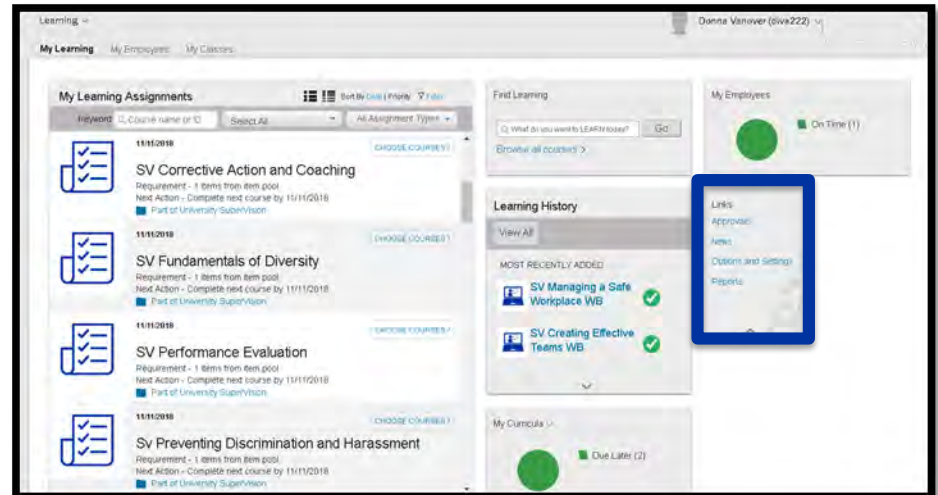 Learning
Donna Vanover (diva222)
My Learning My Employees My Classes
My Learning Assignments
Sort By Date | Priority Filter
Keyword Course name or ID Select All All Assignment Types
11/11/2018
CHOOSE COURSES
SV Corrective Action and Coaching
Requirement - 1 items from item pool
Next Action - Complete next course by 11/11/2018
Part of University SuperVision
11/11/2018
CHOOSE COURSES
SV Fundamentals of Diversity
Requirement - 1 items from item pool
Next Action - Complete next course by 11/11/2018
Part of University SuperVision
11/11/2018
CHOOSE COURSES
SV Performance Evaluation
Requirement - 1 items from item pool
Next Action - Complete next course by 11/11/2018
Part of University SuperVision
11/11/2018
CHOOSE COURSES
Sv Preventing Discrimination and Harassment
Requirement - 1 items from item pool
Next Action - Complete next course by 11/11/2018
Part of University SuperVision
Find Learning
What do you want to LEARN today? Go
Browse all courses >
Learning History
View All
MOST RECENTLY ADDED
SV Managing a Safe
Workplace WB
SV Creating Effective
Teams WB
My Curricula
Due Later (2)
My Employees
On Time (1)
Links
Approvals
News
Options and Settings
Reports